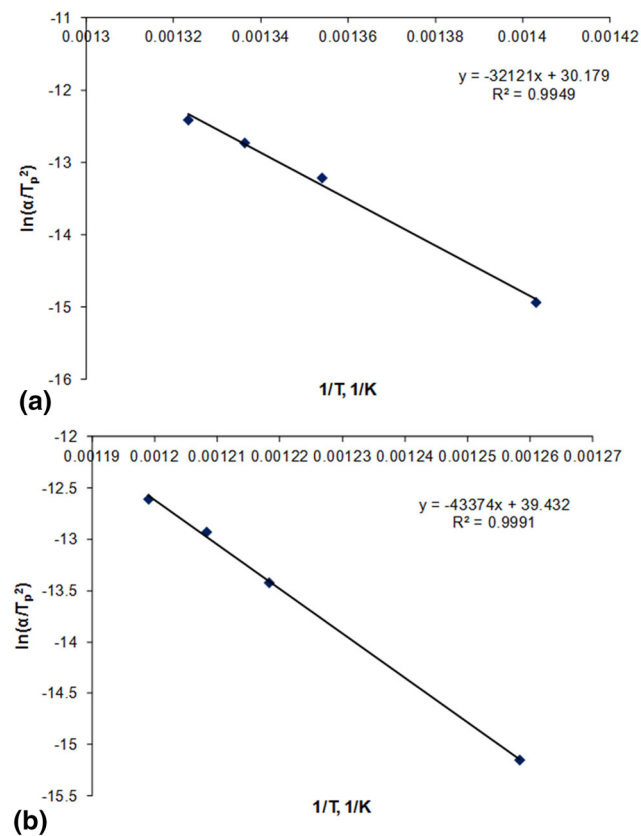 -11
0.0013 0.00132 0.00134 0.00136 0.00138 0.0014 0.00142
y = -32121x + 30.179
R² = 0.9949
-12
-13
-14
-15
-16
ln(α/Tp²)
1/T, 1/K
(a)
-12
0.00119 0.0012 0.00121 0.00122 0.00123 0.00124 0.00125 0.00126 0.00127
y = -43374x + 39.432
R² = 0.9991
-12.5
-13
-13.5
-14
-14.5
-15
-15.5
ln(α/Tp²)
1/T, 1/K
(b)